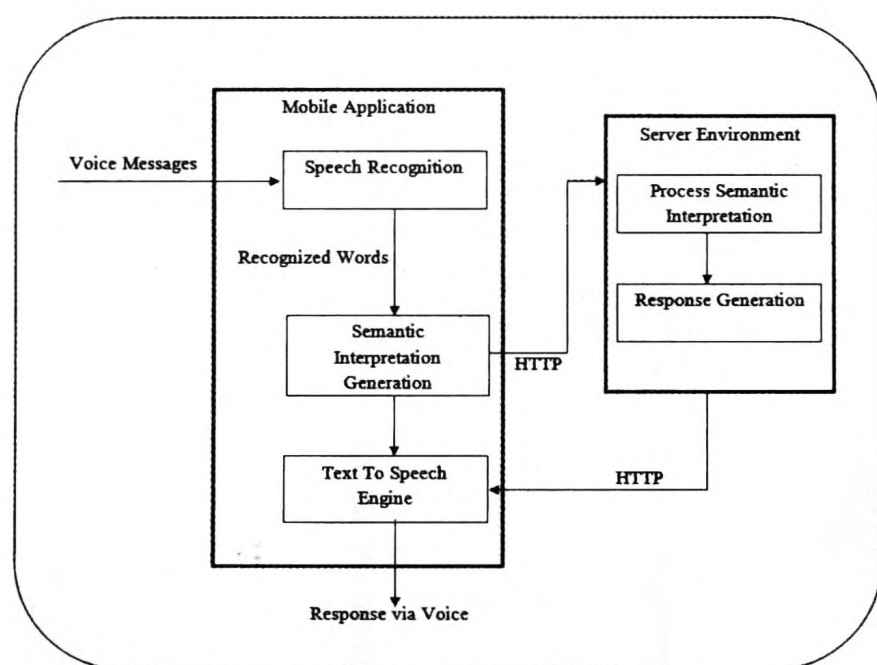 Mobile Application
Voice Messages
Speech Recognition
Recognized Words
Semantic
Interpretation
Generation
HTTP
Text To Speech
Engine
Response via Voice
Server Environment
Process Semantic
Interpretation
Response Generation
HTTP